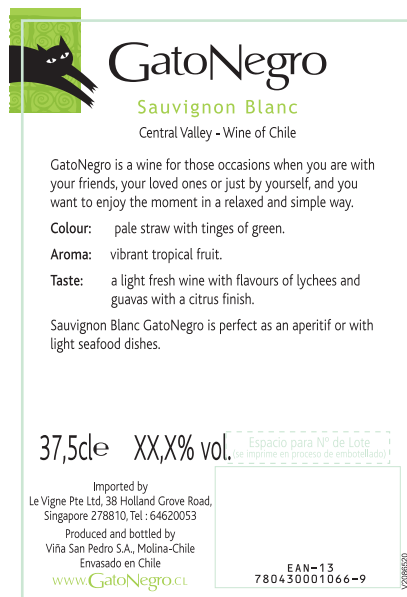 GatoNegro
Sauvignon Blanc
Central Valley - Wine of Chile
GatoNegro is a wine for those occasions when you are with
your friends, your loved ones or just by yourself, and you
want to enjoy the moment in a relaxed and simple way.
Colour: pale straw with tinges of green.
Aroma: vibrant tropical fruit.
Taste: a light fresh wine with flavours of lychees and
guavas with a citrus finish.
Sauvignon Blanc GatoNegro is perfect as an aperitif or with
light seafood dishes.
37,5cl℮ XX,X% vol.
Espacio para Nº de Lote
(se imprime en proceso de embotellado)
Imported by
Le Vigne Pte Ltd, 38 Holland Grove Road,
Singapore 278810, Tel : 64620053
Produced and bottled by
Viña San Pedro S.A., Molina-Chile
Envasado en Chile
www.GatoNegro.cl
EAN-13
780430001066-9
V2086520